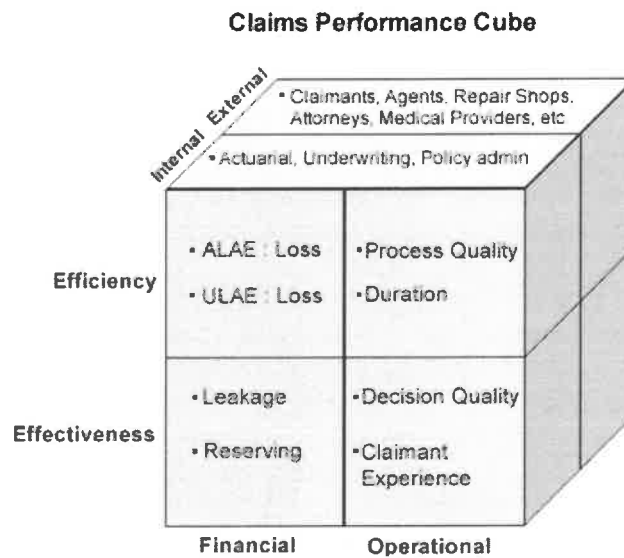 Claims Performance Cube
Internal External
• Claimants, Agents, Repair Shops,
Attorneys, Medical Providers, etc
• Actuarial, Underwriting, Policy admin
Efficiency
• ALAE : Loss
• ULAE : Loss
• Process Quality
• Duration
Effectiveness
• Leakage
• Reserving
• Decision Quality
• Claimant
Experience
Financial
Operational